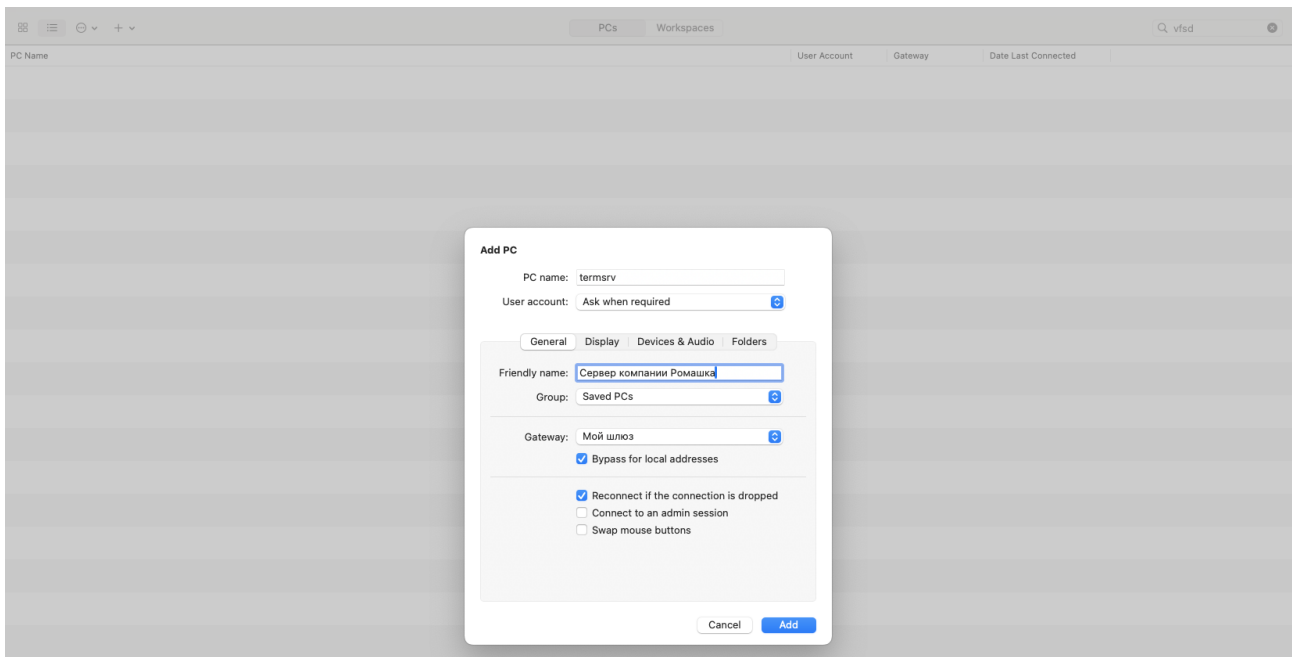 PCs Workspaces vfsd
PC Name User Account Gateway Date Last Connected
Add PC
PC name: termsrv
User account: Ask when required
General Display Devices & Audio Folders
Friendly name: Сервер компании Ромашка
Group: Saved PCs
Gateway: Мой шлюз
Bypass for local addresses
Reconnect if the connection is dropped
Connect to an admin session
Swap mouse buttons
Cancel Add